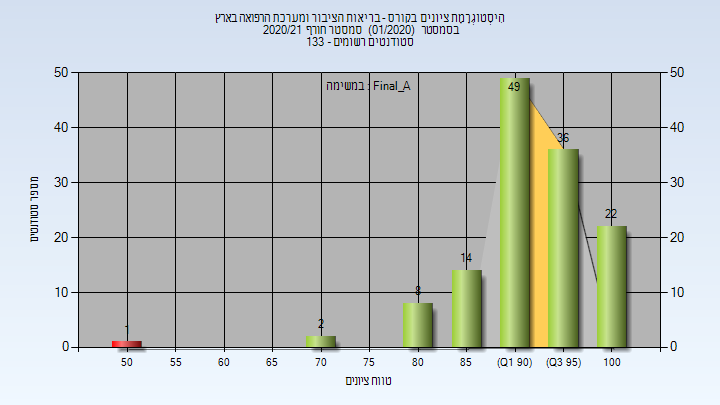 הִיסְטוֹגְרָמַת ציונים בקורס - בריאות הציבור ומערכת הרפואה בארץ
בסמסטר (01/2020) סמסטר חורף 2020/21
סטודנטים רשומים - 133
במשימה : Final_A
מספר סטודנטים
50 40 30 20 10 0
50 40 30 20 10 0
1 2 8 14 49 36 22
50 55 60 65 70 75 80 85 (Q1 90) (Q3 95) 100
טווח ציונים